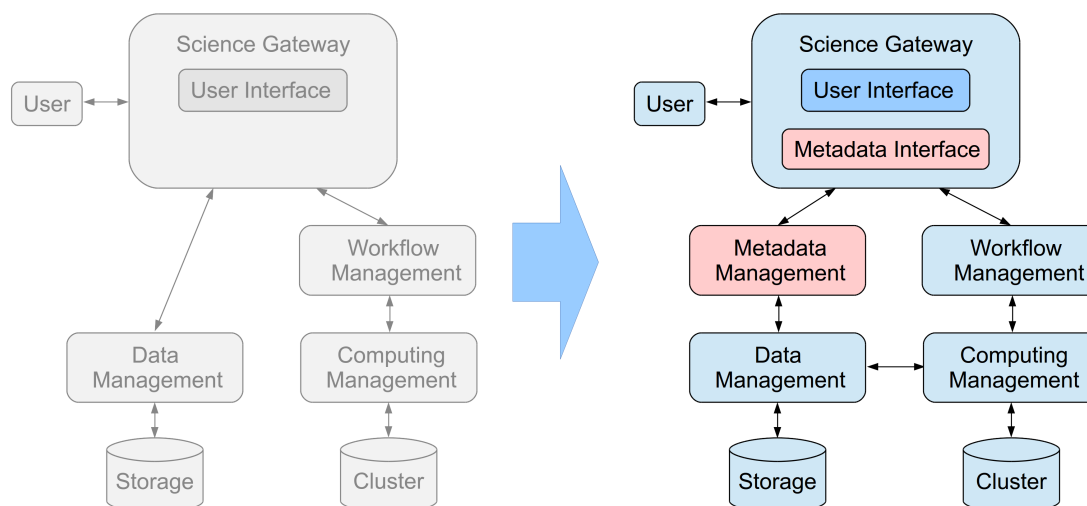 Science Gateway
User Interface
User
Workflow
Management
Data
Management
Computing
Management
Storage
Cluster
Science Gateway
User Interface
User
Metadata Interface
Metadata
Management
Workflow
Management
Data
Management
Computing
Management
Storage
Cluster